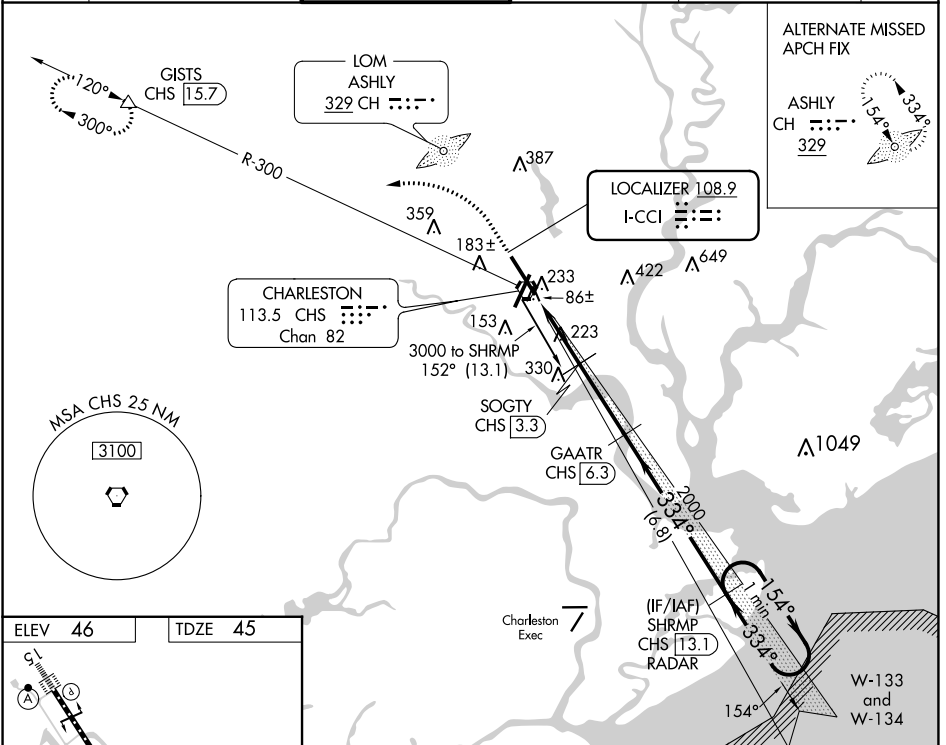 ALTERNATE MISSED
APCH FIX
ASHLY
CH
329
154°
334°
GISTS
CHS 15.7
120°
300°
LOM
ASHLY
329 CH
R-300
387
LOCALIZER 108.9
I-CCI
359
183±
233
422
649
86±
CHARLESTON
113.5 CHS
Chan 82
153
223
3000 to SHRMP
152° (13.1)
330
SOGTY
CHS 3.3
MSA CHS 25 NM
3100
GAATR
CHS 6.3
1049
2000
334°
(6.8)
1 min
154°
334°
(IF/IAF)
SHRMP
CHS 13.1
RADAR
Charleston
Exec
154°
W-133
and
W-134
ELEV 46
TDZE 45
15
A
P